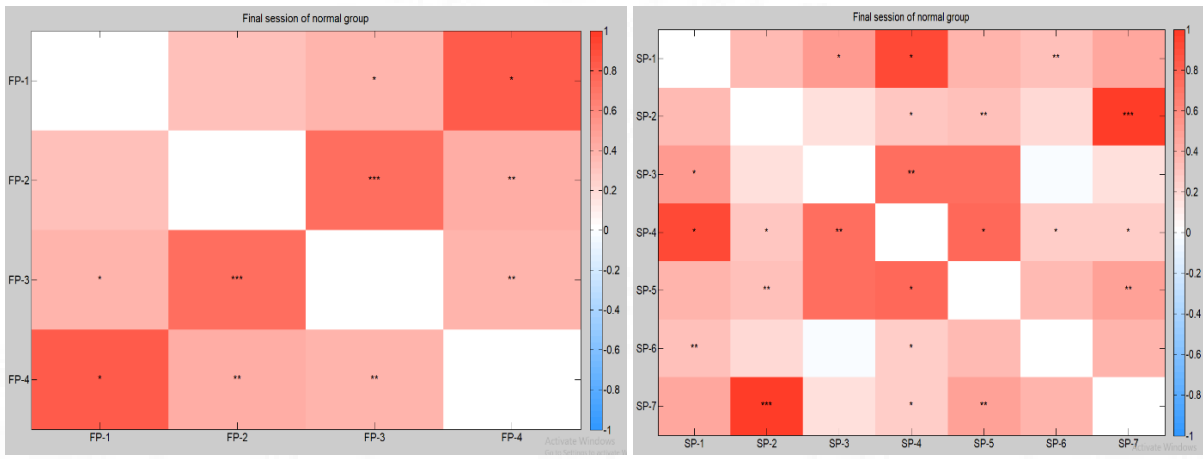 Final session of normal group
1
FP-1 * *
0.8
0.6
FP-2 *** **
0.4
0.2
0
FP-3 * *** **
-0.2
-0.4
FP-4 * ** **
-0.6
-0.8
-1
FP-1 FP-2 FP-3 FP-4
Activate Windows
Final session of normal group
1
SP-1 * * **
0.8
SP-2 * ** ***
0.6
0.4
SP-3 * **
0.2
SP-4 * * ** * * *
0
-0.2
SP-5 ** * **
-0.4
SP-6 ** *
-0.6
-0.8
SP-7 *** * **
-1
SP-1 SP-2 SP-3 SP-4 SP-5 SP-6 SP-7
Activate Windows